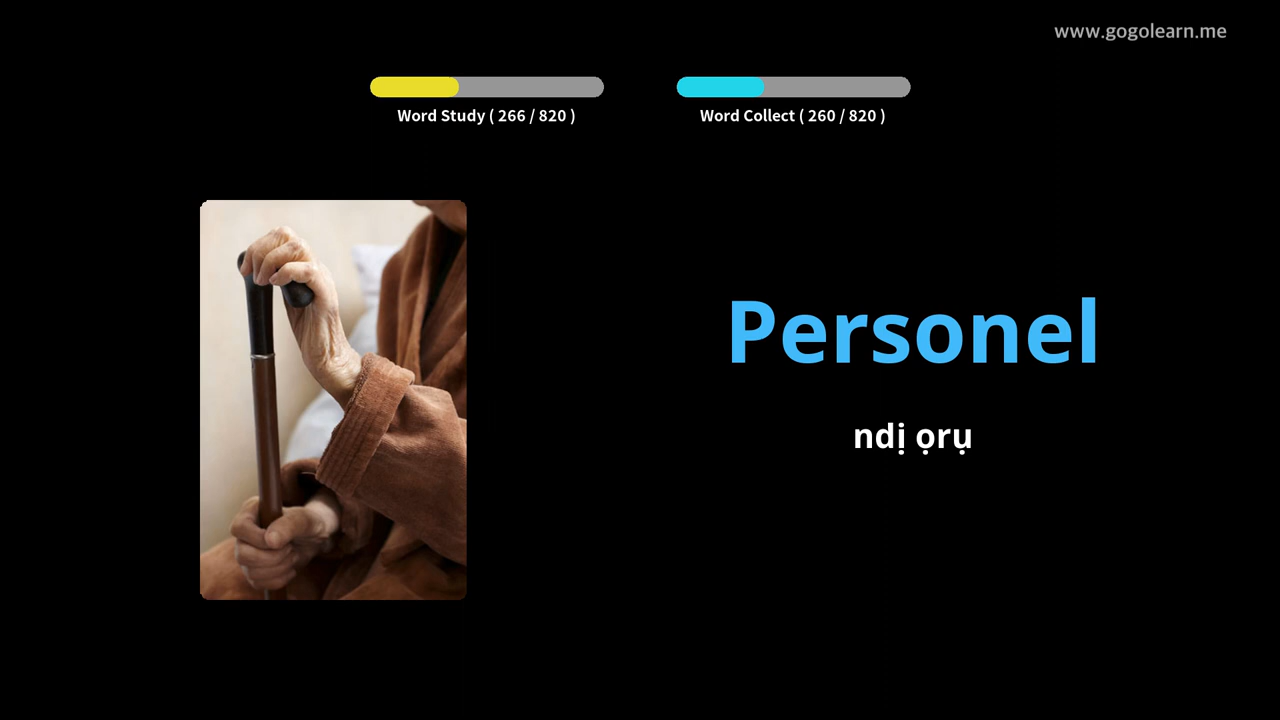 www.gogolearn.me
Word Study ( 266 / 820 )
Word Collect ( 260 / 820 )
Personel
ndị ọrụ